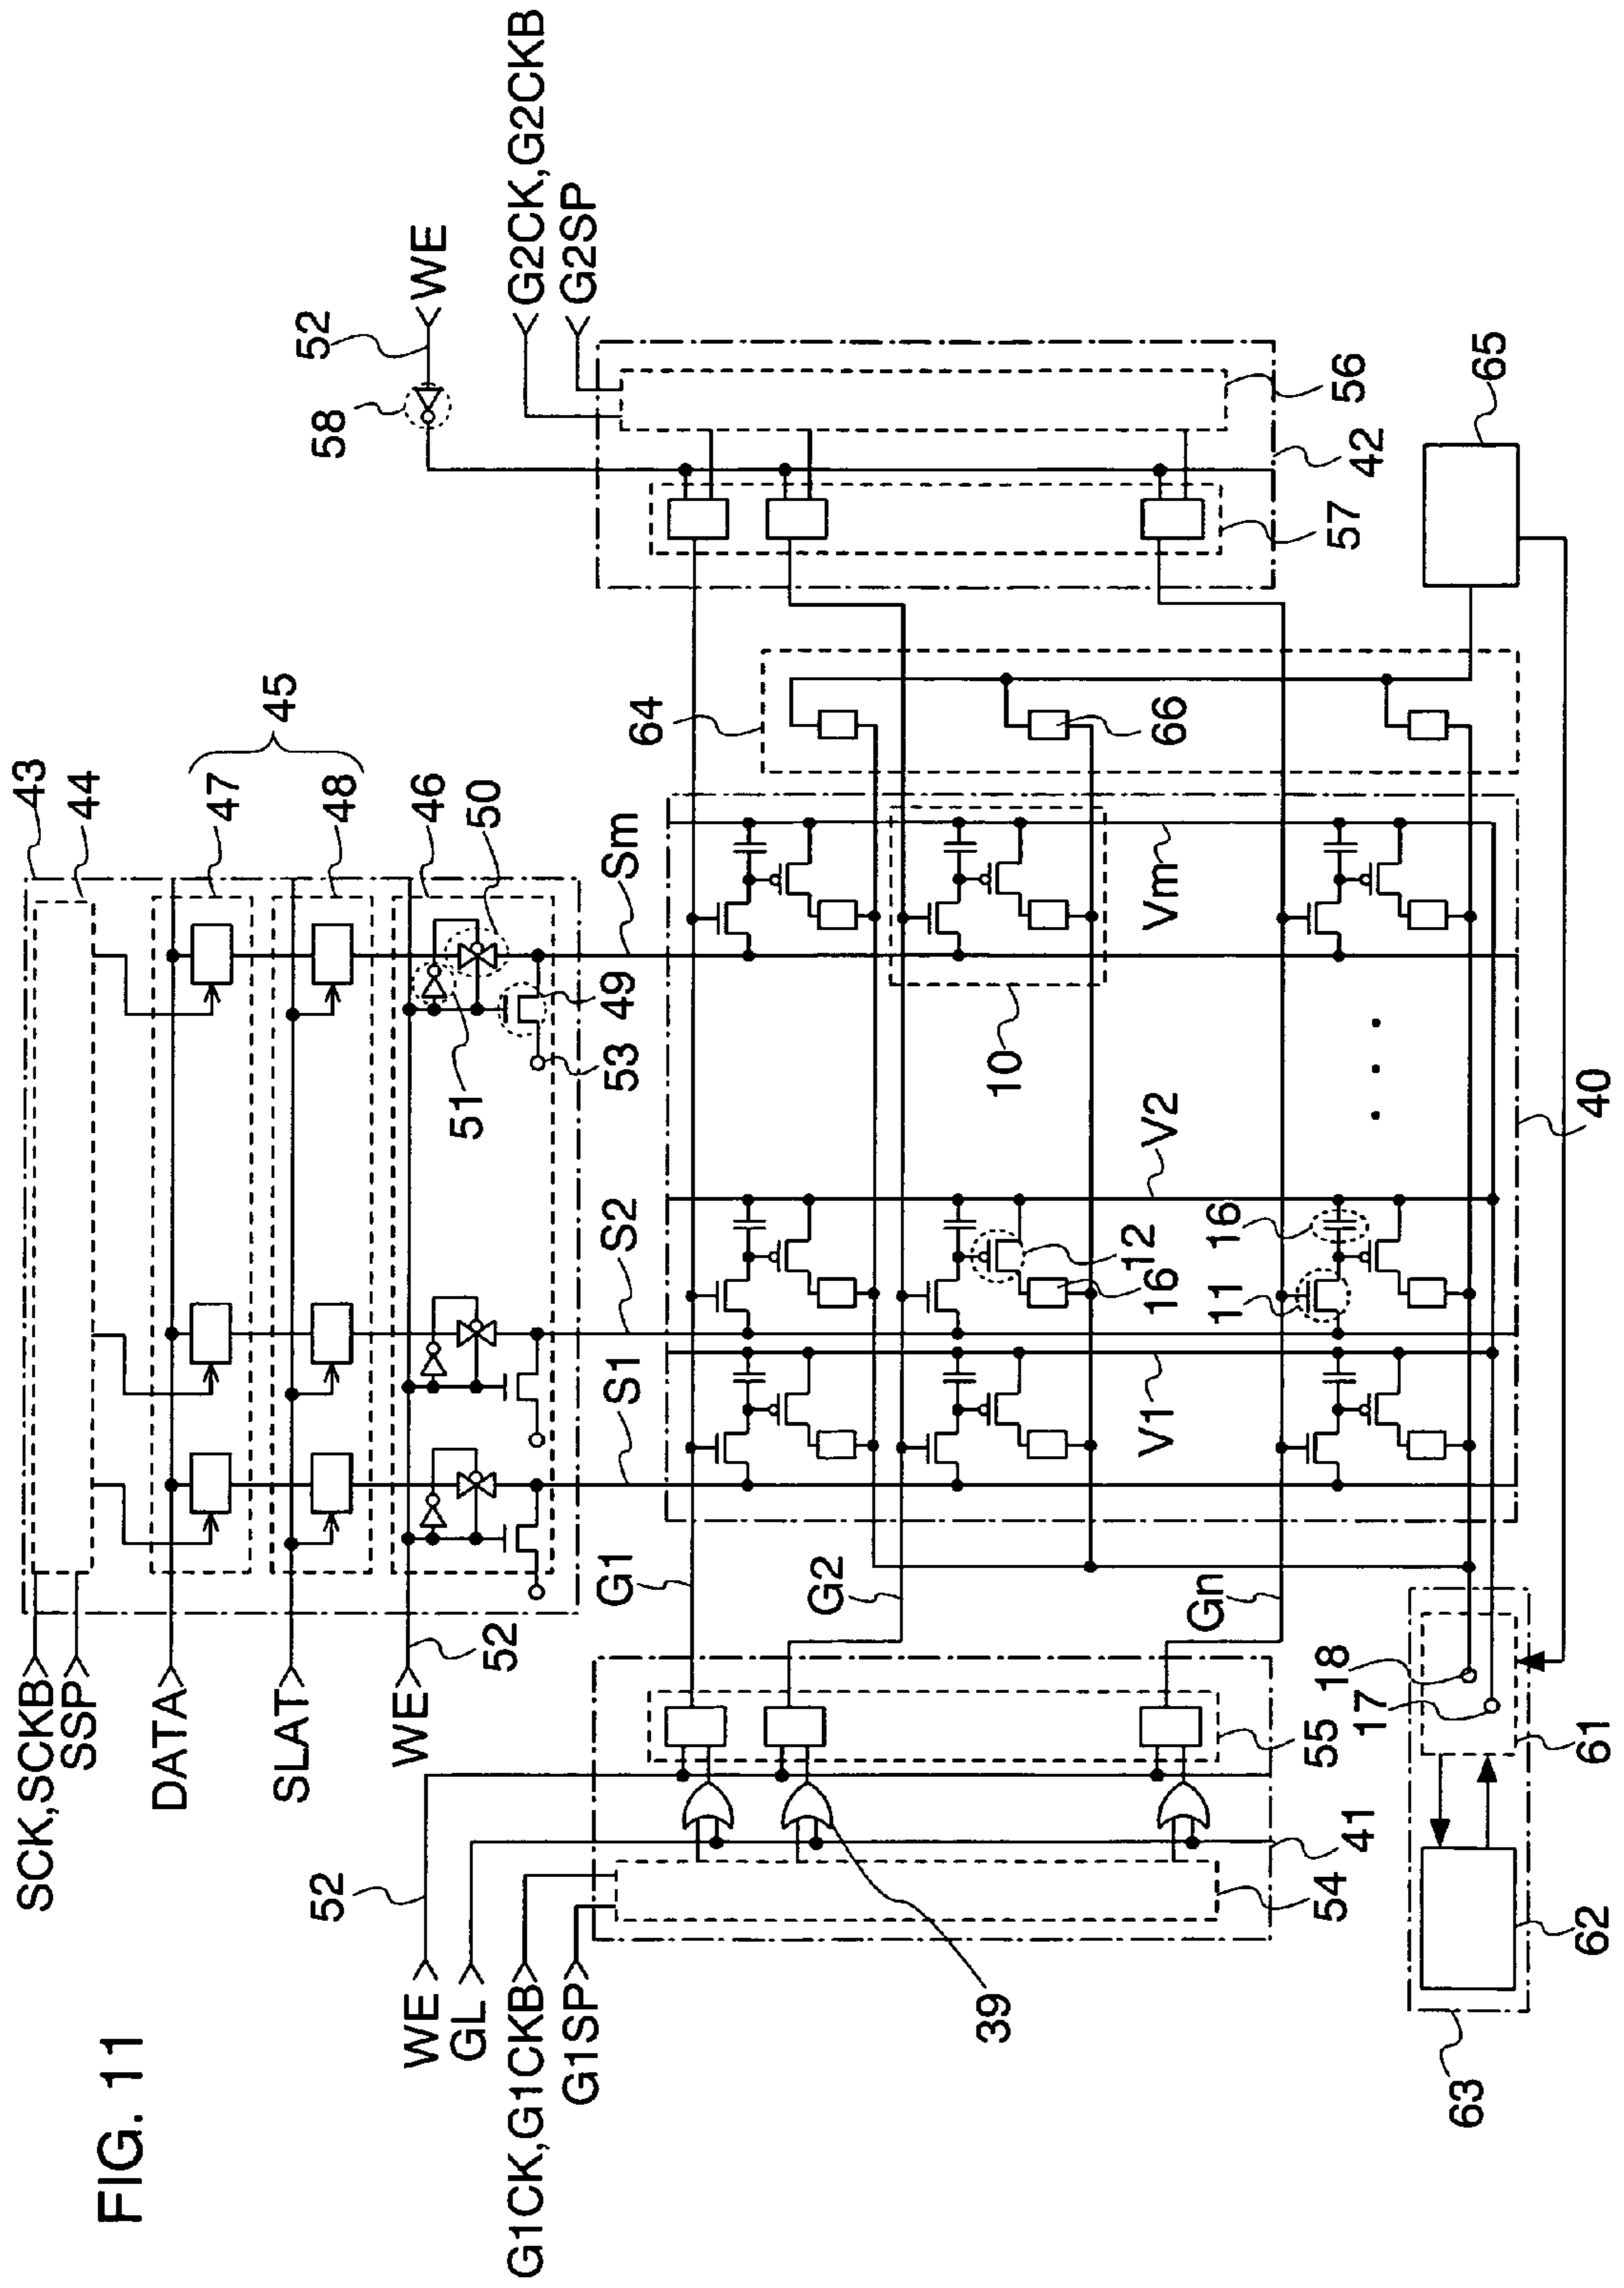 FIG. 11
SCK,SCKB
SSP
DATA
SLAT
WE
52
43
44
47
45
48
46
50
51
49
53
S1
S2
Sm
52
58
WE
G2CK,G2CKB
G2SP
WE
GL
G1CK,G1CKB
G1SP
52
39
54
41
55
G1
G2
Gn
V1
V2
Vm
10
12
16
11
16
40
64
66
56
42
57
65
18
17
61
62
63